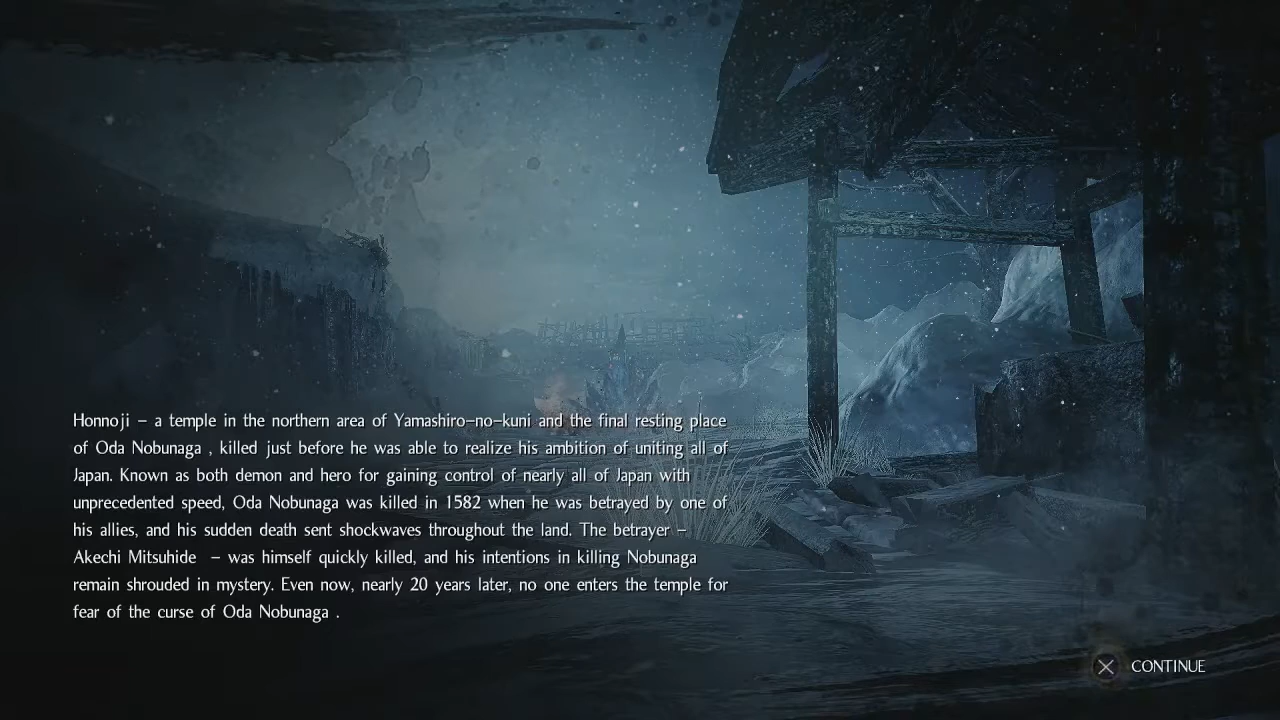 Honnoji – a temple in the northern area of Yamashiro–no–kuni and the final resting place
of Oda Nobunaga , killed just before he was able to realize his ambition of uniting all of
Japan. Known as both demon and hero for gaining control of nearly all of Japan with
unprecedented speed, Oda Nobunaga was killed in 1582 when he was betrayed by one of
his allies, and his sudden death sent shockwaves throughout the land. The betrayer –
Akechi Mitsuhide – was himself quickly killed, and his intentions in killing Nobunaga
remain shrouded in mystery. Even now, nearly 20 years later, no one enters the temple for
fear of the curse of Oda Nobunaga .
CONTINUE